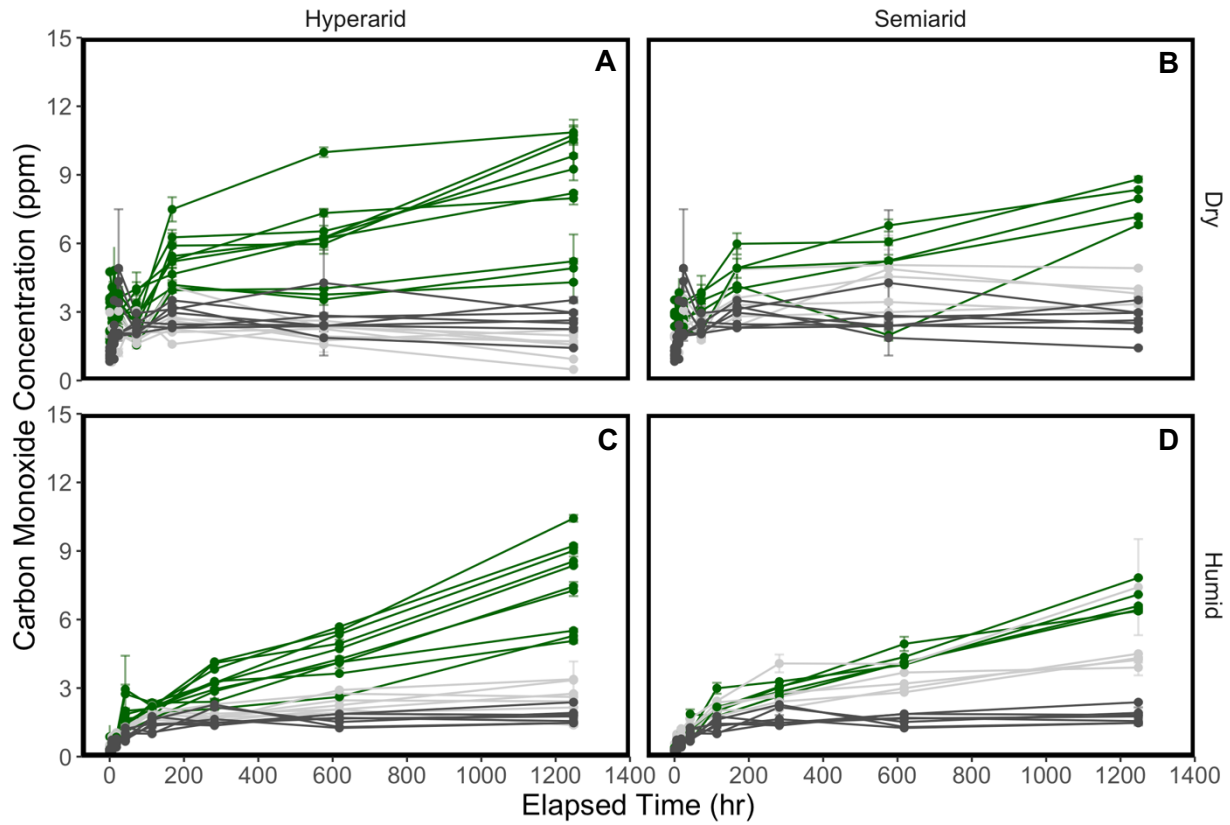 Hyperarid
Semiarid
Carbon Monoxide Concentration (ppm)
15
12
9
6
3
0
A
B
Dry
15
12
9
6
3
0
C
D
Humid
0
200
400
600
800
1000
1200
1400
0
200
400
600
800
1000
1200
1400
Elapsed Time (hr)